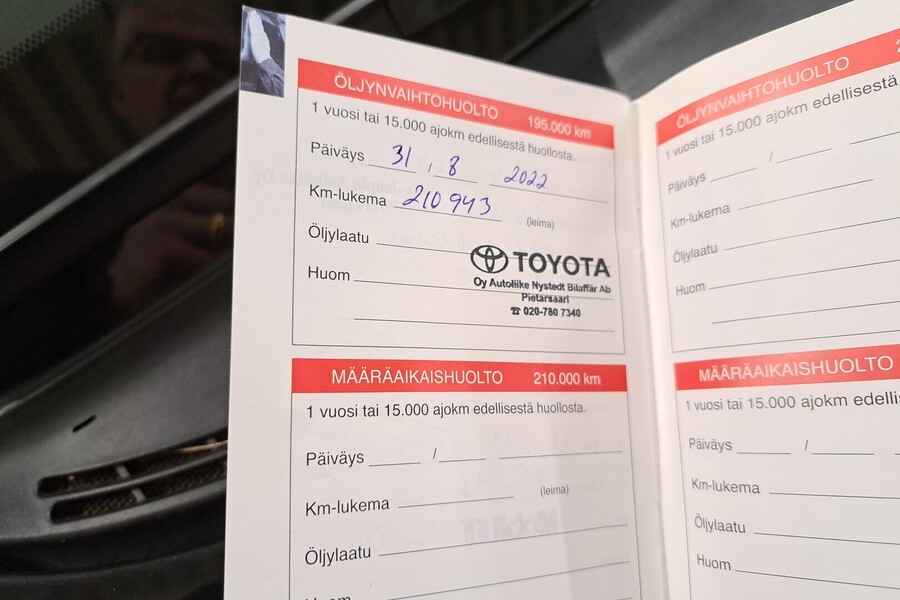 ÖLJYNVAIHTOHUOLTO 195.000 km
1 vuosi tai 15.000 ajokm edellisestä huollosta.
Päiväys 31 / 8 2022
Km-lukema 210 943
(leima)
Öljylaatu
TOYOTA
Oy Autoliike Nystedt Bilaffär Ab
Pietarsaari
☎ 020-780 7340
Huom
MÄÄRÄAIKAISHUOLTO 210.000 km
1 vuosi tai 15.000 ajokm edellisestä huollosta.
Päiväys /
Km-lukema (leima)
Öljylaatu
ÖLJYNVAIHTOHUOLTO
1 vuosi tai 15.000 ajokm edellisestä
Päiväys /
Km-lukema
Öljylaatu
Huom
MÄÄRÄAIKAISHUOLTO
1 vuosi tai 15.000 ajokm edellis
Päiväys /
Km-lukema
Öljylaatu
Huom